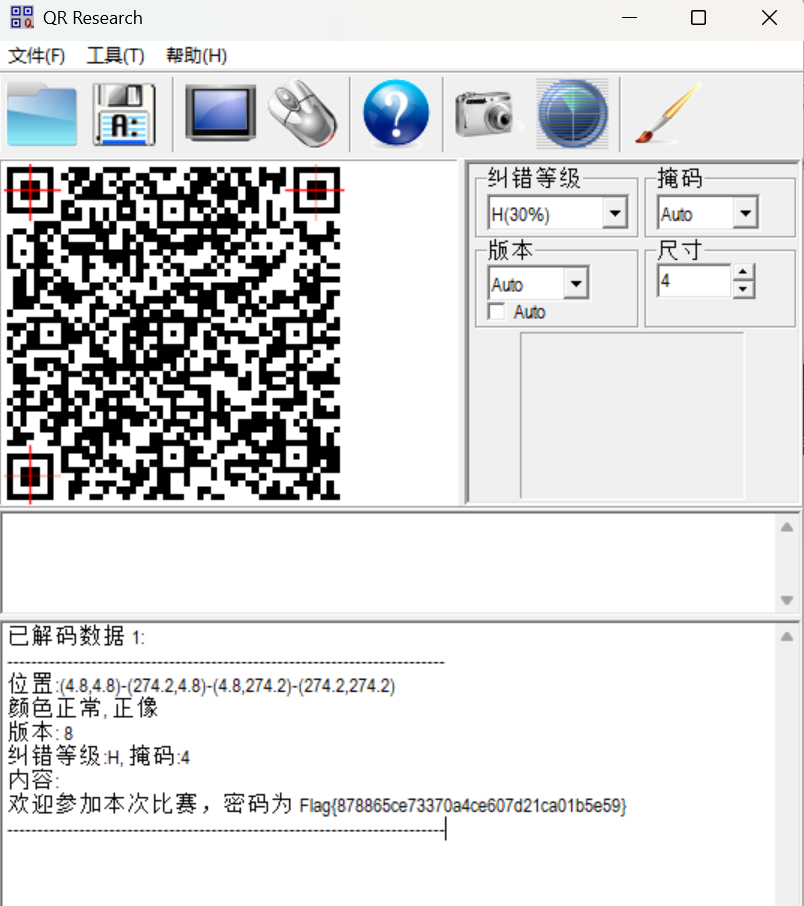 QR Research
文件(F) 工具(T) 帮助(H)
A:
纠错等级 掩码
H(30%) Auto
版本 尺寸
Auto 4
Auto
已解码数据 1:
--------------------------------------------------------------------------
位置:(4.8,4.8)-(274.2,4.8)-(4.8,274.2)-(274.2,274.2)
颜色正常, 正像
版本: 8
纠错等级:H, 掩码:4
内容:
欢迎参加本次比赛，密码为 Flag{878865ce73370a4ce607d21ca01b5e59}
--------------------------------------------------------------------------